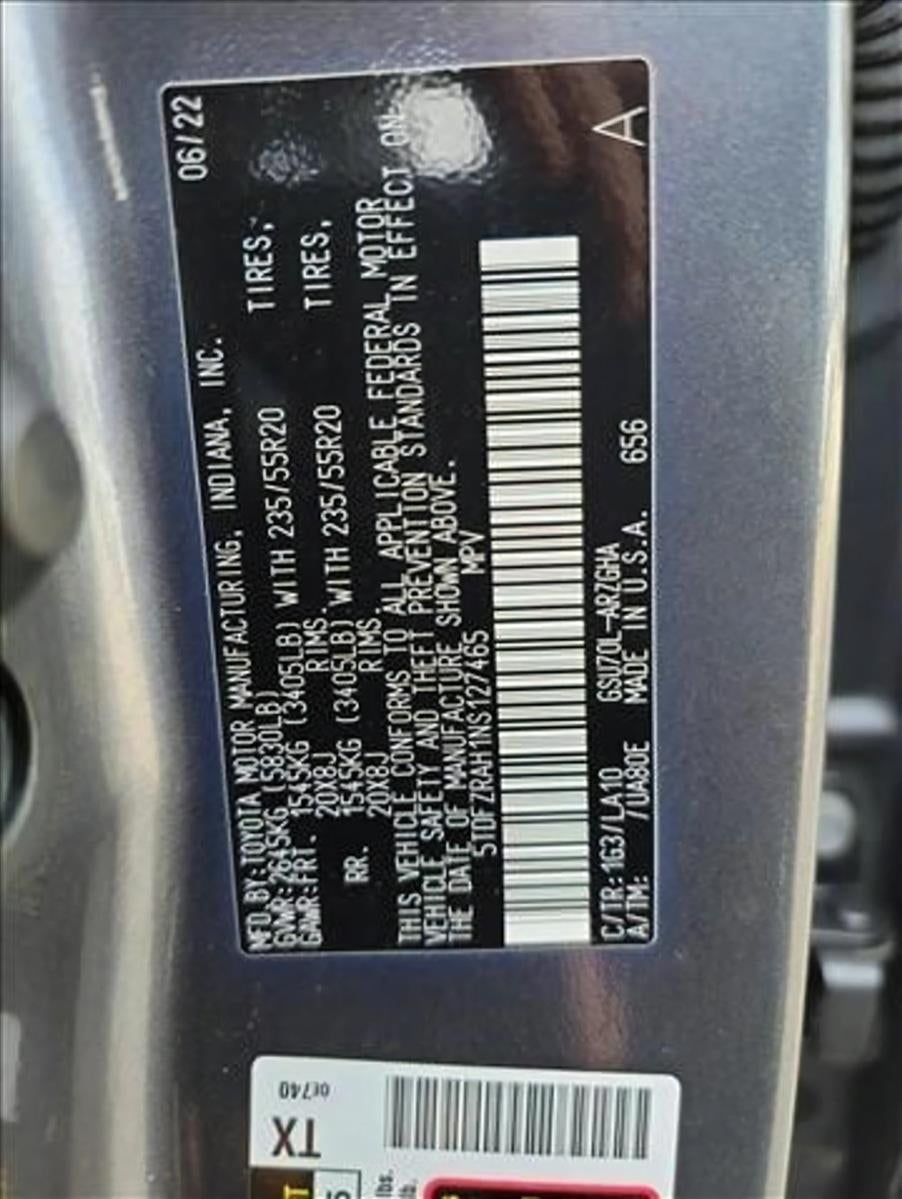 MFD BY:TOYOTA MOTOR MANUFACTURING, INDIANA, INC. 06/22
GVWR:2645KG (5830LB)
GAWR:FRT. 1545KG (3405LB) WITH 235/55R20 TIRES,
20X8J RIMS.
RR. 1545KG (3405LB) WITH 235/55R20 TIRES,
20X8J RIMS.
THIS VEHICLE CONFORMS TO ALL APPLICABLE FEDERAL MOTOR
VEHICLE SAFETY AND THEFT PREVENTION STANDARDS IN EFFECT ON
THE DATE OF MANUFACTURE SHOWN ABOVE.
5TDFZRAH1NS127465 MPV
A
C/TR:1G3/LA10 GSU70L-ARZGHA
A/TM: /UA80E MADE IN U.S.A. 656
TX
lbs.